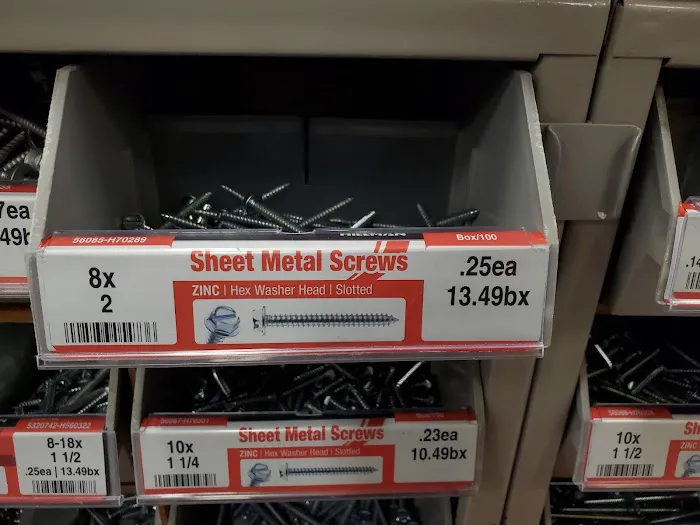 56085-H70289
Box/100
8x
2
Sheet Metal Screws
ZINC | Hex Washer Head | Slotted
.25ea
13.49bx
7ea
5320742-H560322
8-18x
1 1/2
.25ea | 13.49bx
10x
1 1/4
Sheet Metal Screws
ZINC | Hex Washer Head | Slotted
.23ea
10.49bx
10x
1 1/2